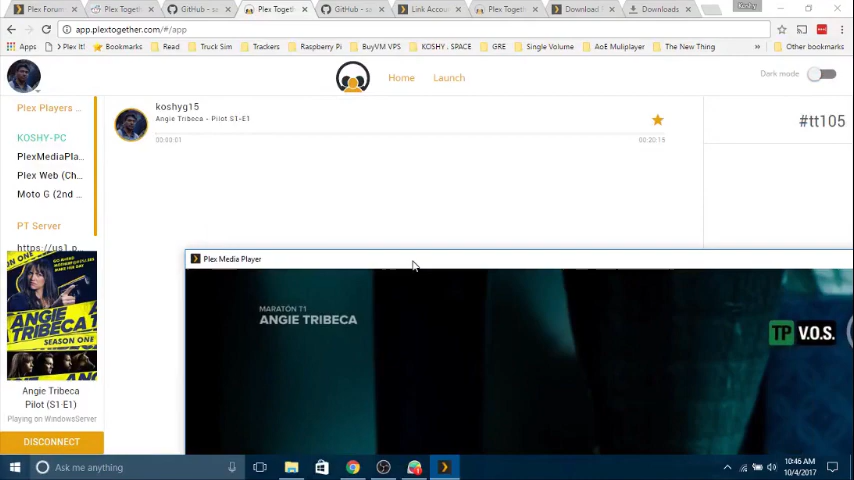 Plex Forum
Plex Togeth
GitHub - sa
Plex Togeth
GitHub - sa
Link Accou
Plex Togeth
Download
Downloads
Koshy
app.plextogether.com/#/app
Apps
> Plex It!
Bookmarks
Read
Truck Sim
Trackers
Raspberry Pi
BuyVM VPS
KOSHY . SPACE
GRE
Single Volume
AoE Muliplayer
The New Thing
Other bookmarks
Home
Launch
Dark mode
Plex Players ...
KOSHY-PC
PlexMediaPla...
Plex Web (Ch...
Moto G (2nd ...
PT Server
https://us1.p...
koshyg15
Angie Tribeca - Pilot S1-E1
00:00:01
00:20:15
#tt105
Plex Media Player
MARATÓN T1
ANGIE TRIBECA
TP V.O.S.
ANGIE
TRIBECA
SEASON ONE
Angie Tribeca
Pilot (S1-E1)
Playing on WindowsServer
DISCONNECT
Ask me anything
10:46 AM
10/4/2017